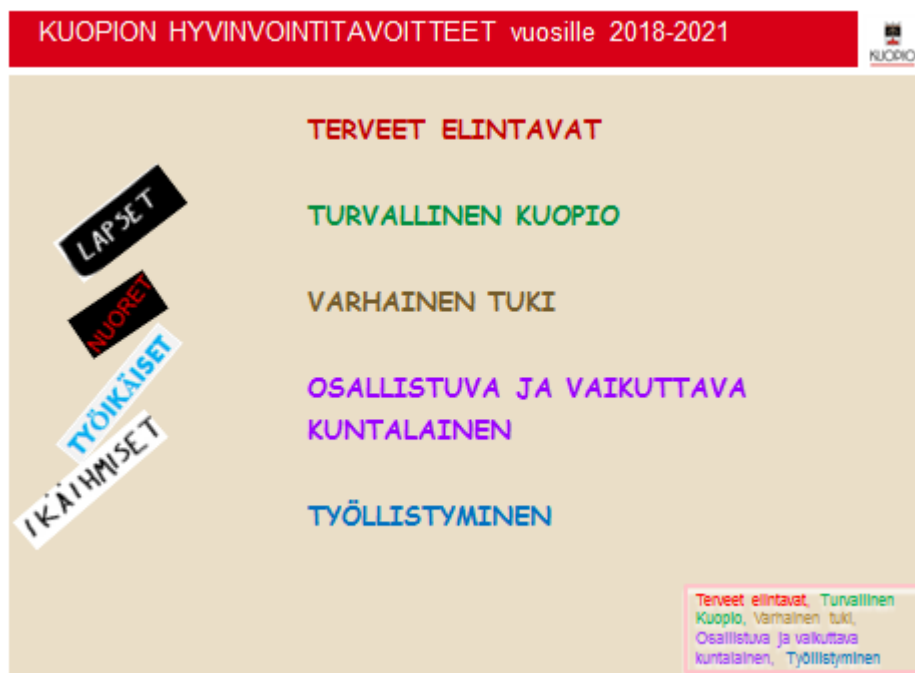 KUOPION HYVINVOINTITAVOITTEET vuosille 2018-2021
KUOPIO
TERVEET ELINTAVAT
LAPSET
TURVALLINEN KUOPIO
NUORET
VARHAINEN TUKI
TYÖIKÄISET
OSALLISTUVA JA VAIKUTTAVA
KUNTALAINEN
IKÄIHMISET
TYÖLLISTYMINEN
Terveet elintavat, Turvallinen
Kuopio, Varhainen tuki,
Osallistuva ja vaikuttava
kuntalainen, Työllistyminen